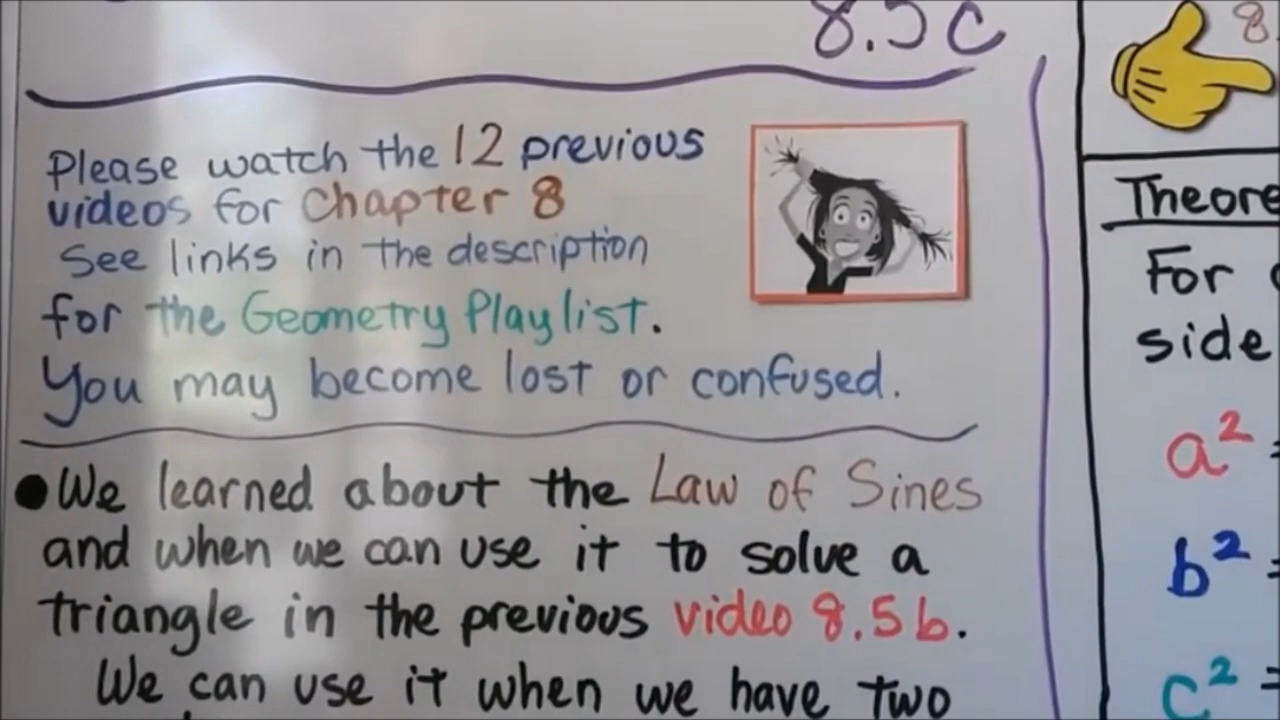 8.5c
Please watch the 12 previous
videos for Chapter 8
See links in the description
for the Geometry Playlist.
You may become lost or confused.
● We learned about the Law of Sines
and when we can use it to solve a
triangle in the previous video 8.5b.
We can use it when we have two
8.
Theore
For
side
a² =
b² =
c² =